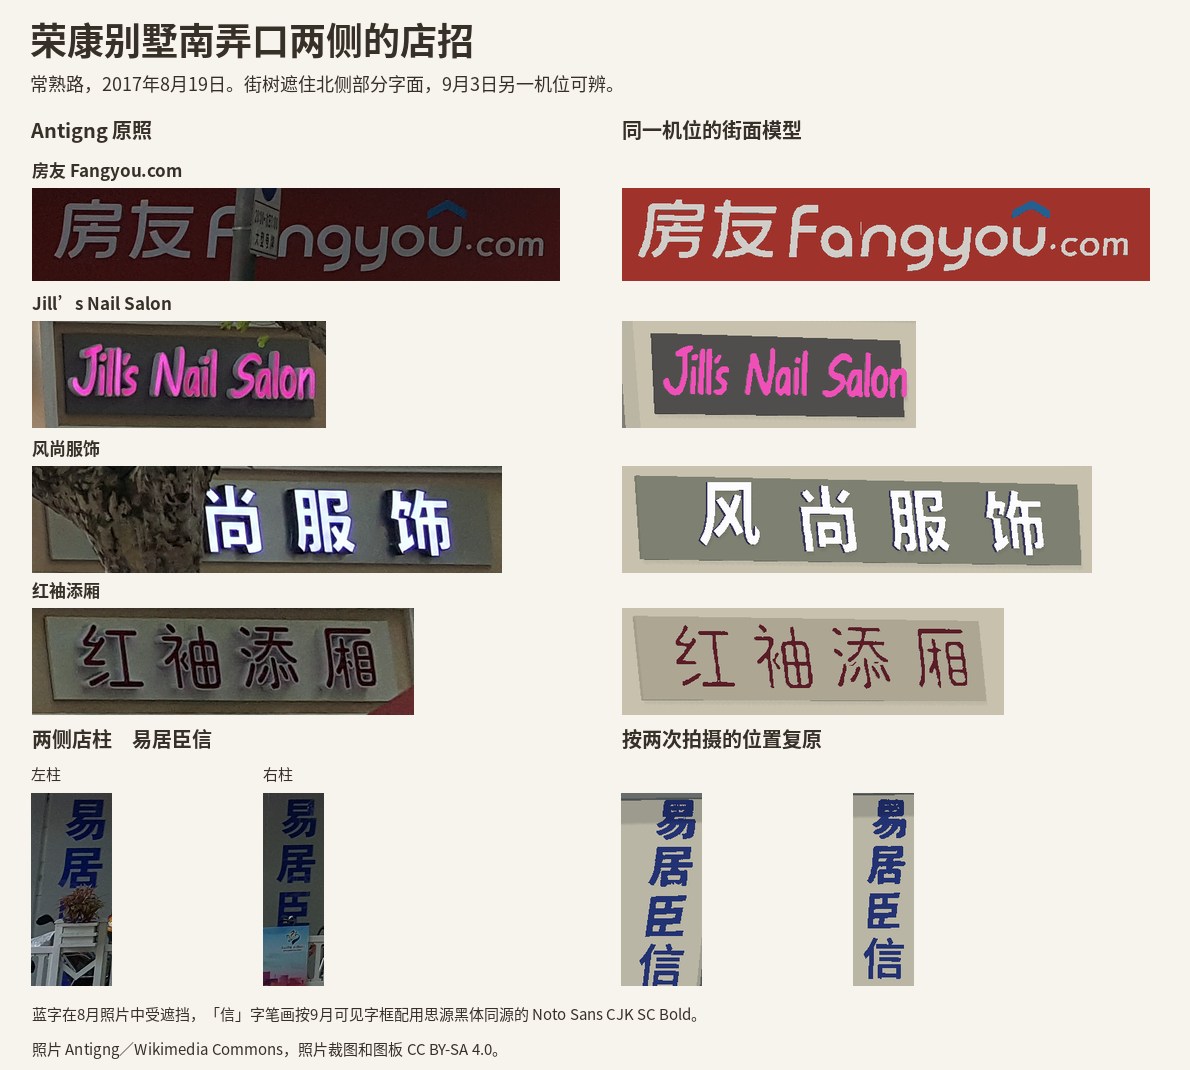 荣康别墅南弄口两侧的店招
常熟路，2017年8月19日。街树遮住北侧部分字面，9月3日另一机位可辨。
Antigng 原照
同一机位的街面模型
房友 Fangyou.com
房友 Fangyou.com
房友 Fangyou.com
Jill’s Nail Salon
Jill's Nail Salon
Jill's Nail Salon
风尚服饰
尚服饰
风尚服饰
红袖添厢
红袖添厢
红袖添厢
两侧店柱　易居臣信
按两次拍摄的位置复原
左柱
右柱
易居
易居臣
易居臣信
易居臣信
蓝字在8月照片中受遮挡，「信」字笔画按9月可见字框配用思源黑体同源的 Noto Sans CJK SC Bold。
照片 Antigng／Wikimedia Commons，照片裁图和图板 CC BY-SA 4.0。